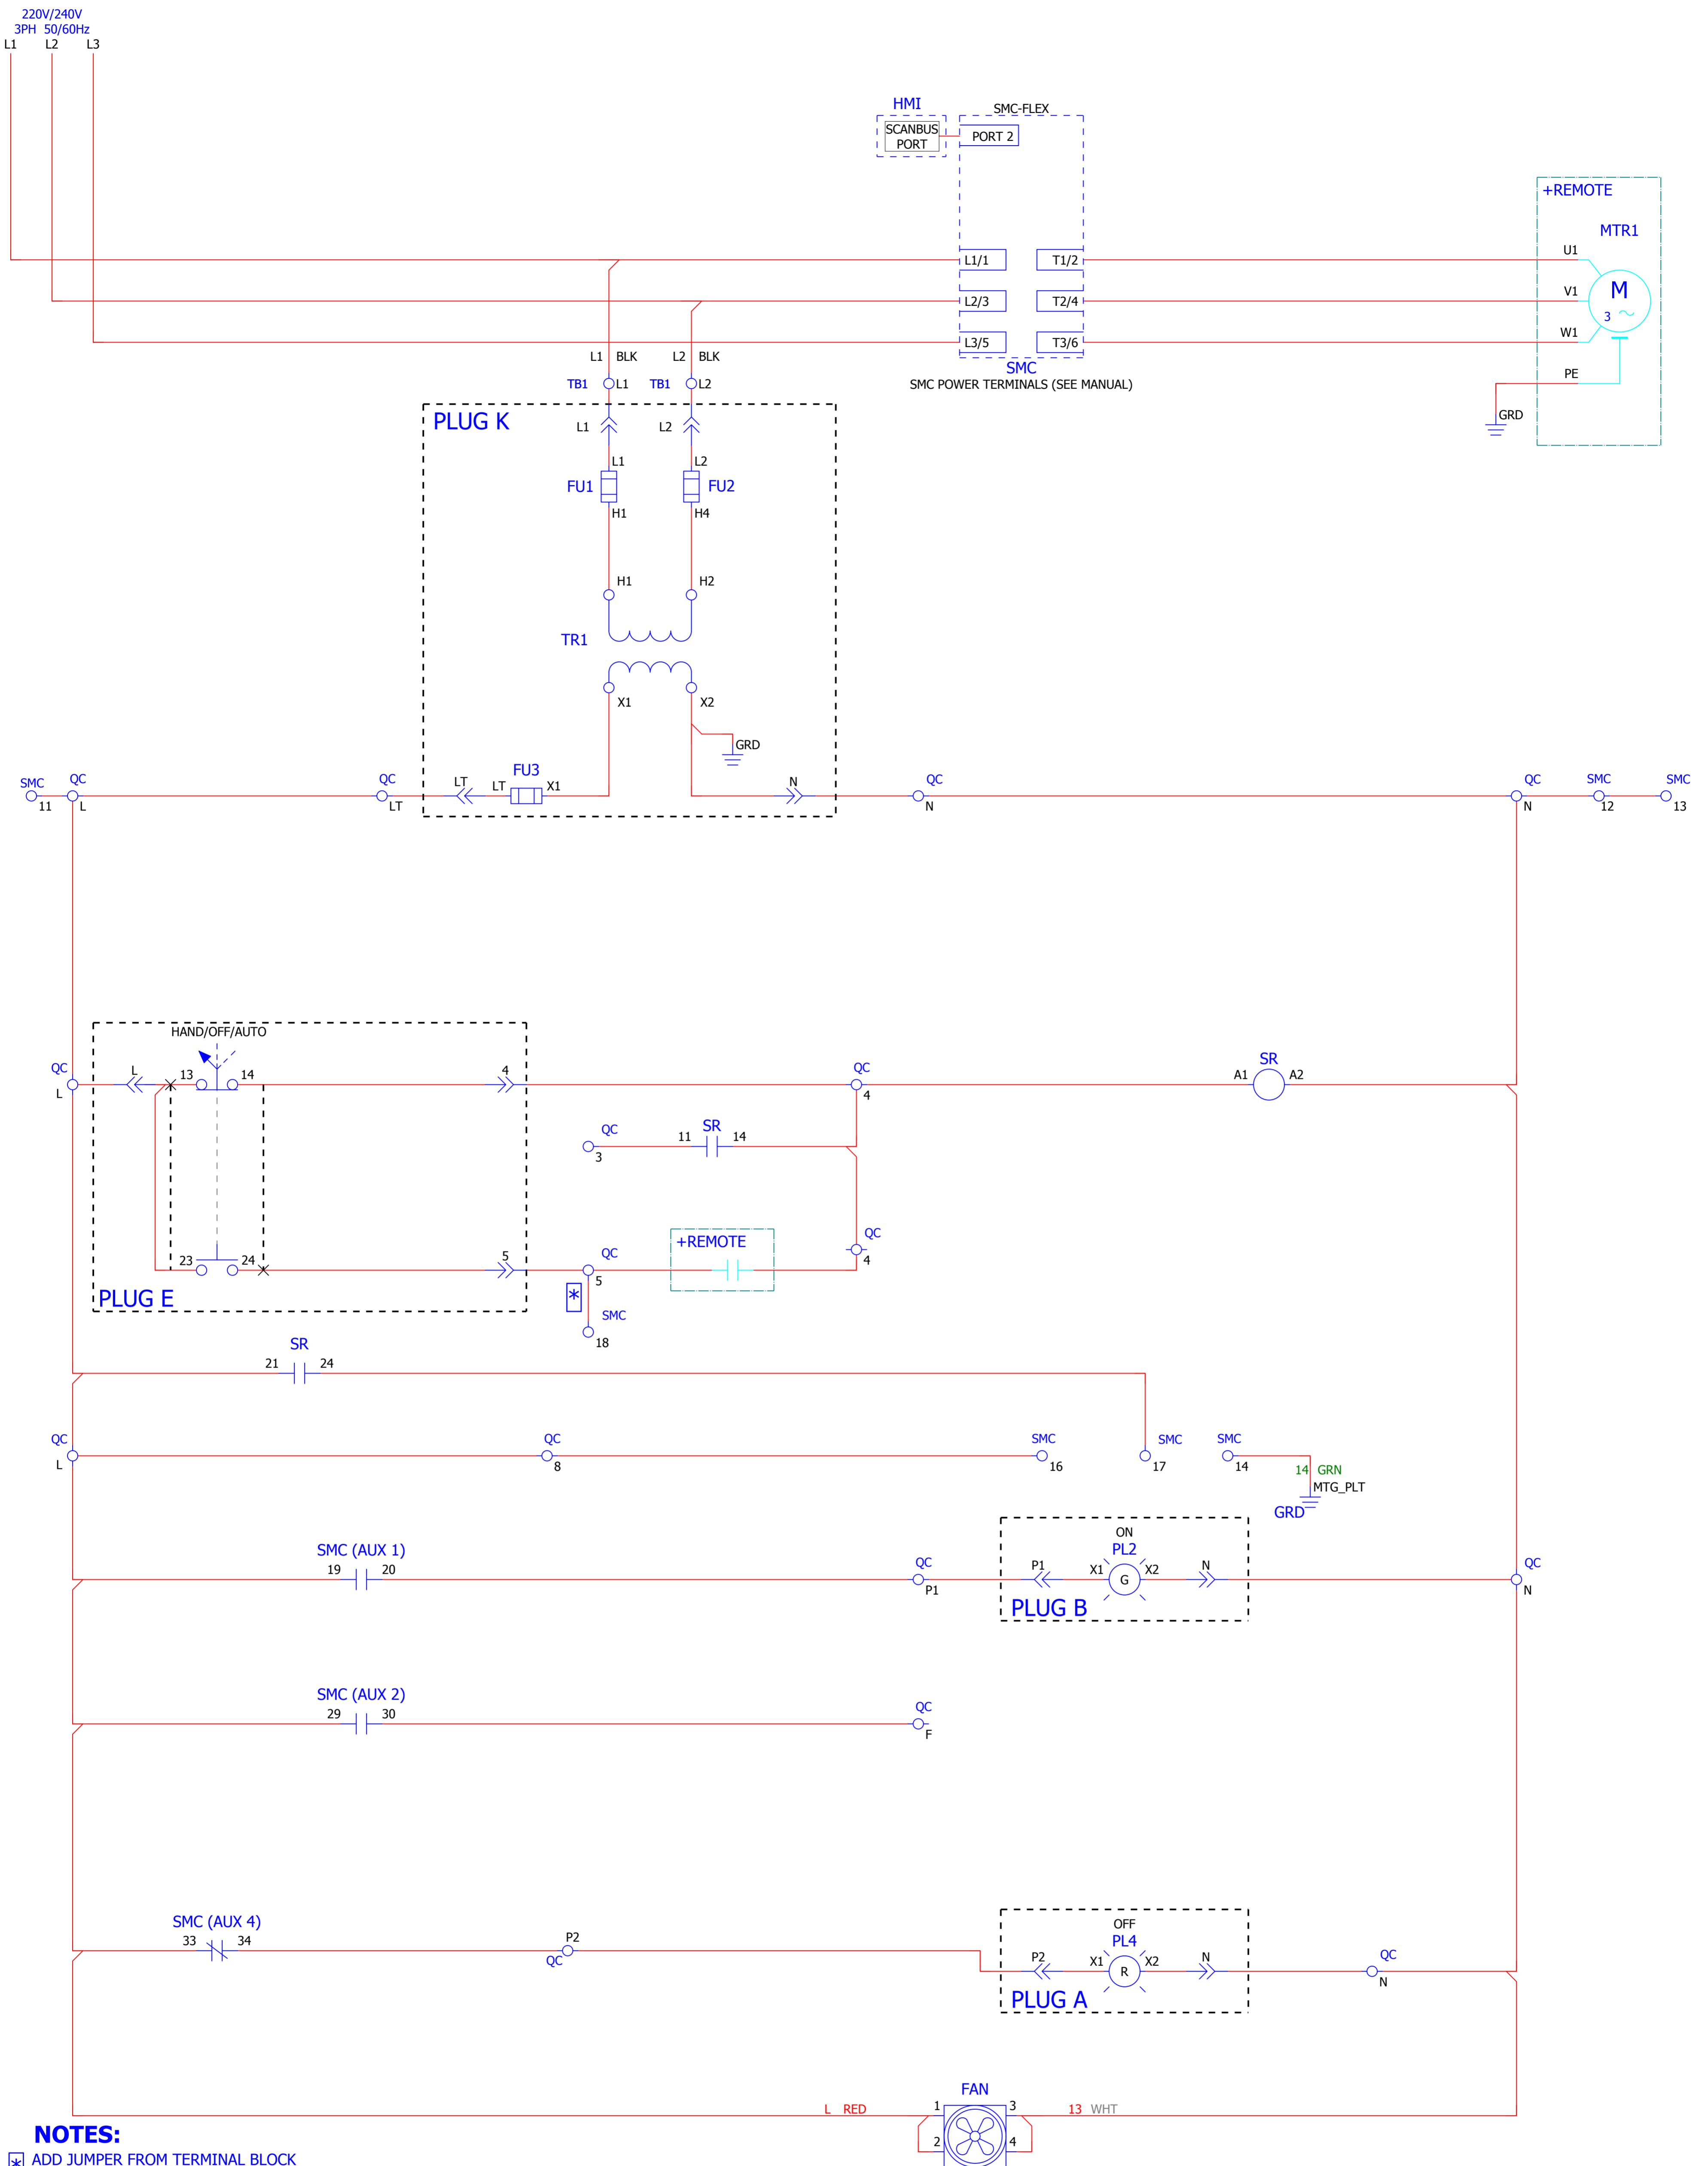 220V/240V
3PH 50/60Hz
L1 L2 L3
HMI
SMC-FLEX
SCANBUS
PORT
PORT 2
+REMOTE
MTR1
L1/1 T1/2 U1
L2/3 T2/4 V1
M
3
L3/5 T3/6 W1
L1 BLK L2 BLK
SMC
SMC POWER TERMINALS (SEE MANUAL)
PE
TB1 L1 TB1 L2
GRD
PLUG K
L1 L2
L1 L2
FU1 FU2
H1 H4
H1 H2
TR1
X1 X2
GRD
SMC QC QC LT LT FU3 X1 N QC QC SMC SMC
11 L LT N N 12 13
HAND/OFF/AUTO
QC L 13 14 4 QC A1 SR A2
L 4
QC 11 SR 14
3
+REMOTE
QC
4
23 24 5 QC
5
PLUG E
*
SMC
18
SR
21 24
QC QC SMC SMC SMC
L 8 16 17 14
14 GRN
MTG_PLT
GRD
ON
PL2
SMC (AUX 1)
19 20 QC P1 X1 G X2 N QC
P1 N
PLUG B
SMC (AUX 2)
29 30 QC
F
OFF
PL4
SMC (AUX 4)
33 34 P2
QC
P2 X1 R X2 N QC
N
PLUG A
FAN
L RED 1 3 13 WHT
2 4
NOTES:
* ADD JUMPER FROM TERMINAL BLOCK